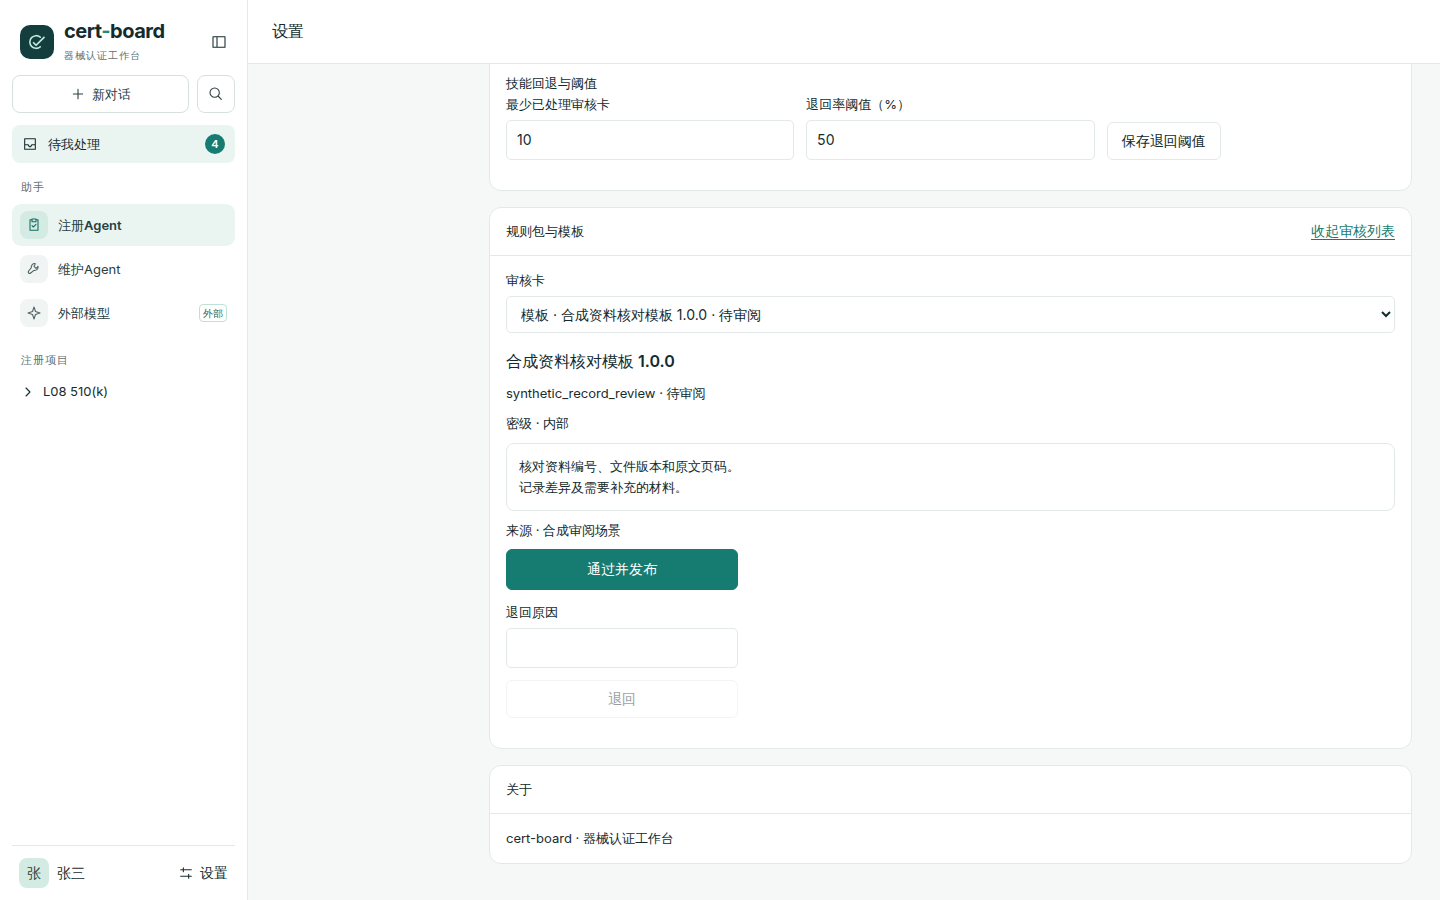 cert-board
器械认证工作台
新对话
待我处理
4
助手
注册Agent
维护Agent
外部模型
外部
注册项目
L08 510(k)
张
张三
设置
设置
技能回退与阈值
最少已处理审核卡
退回率阈值（%）
10
50
保存退回阈值
规则包与模板
收起审核列表
审核卡
模板 · 合成资料核对模板 1.0.0 · 待审阅
合成资料核对模板 1.0.0
synthetic_record_review · 待审阅
密级 · 内部
核对资料编号、文件版本和原文页码。
记录差异及需要补充的材料。
来源 · 合成审阅场景
通过并发布
退回原因
退回
关于
cert-board · 器械认证工作台